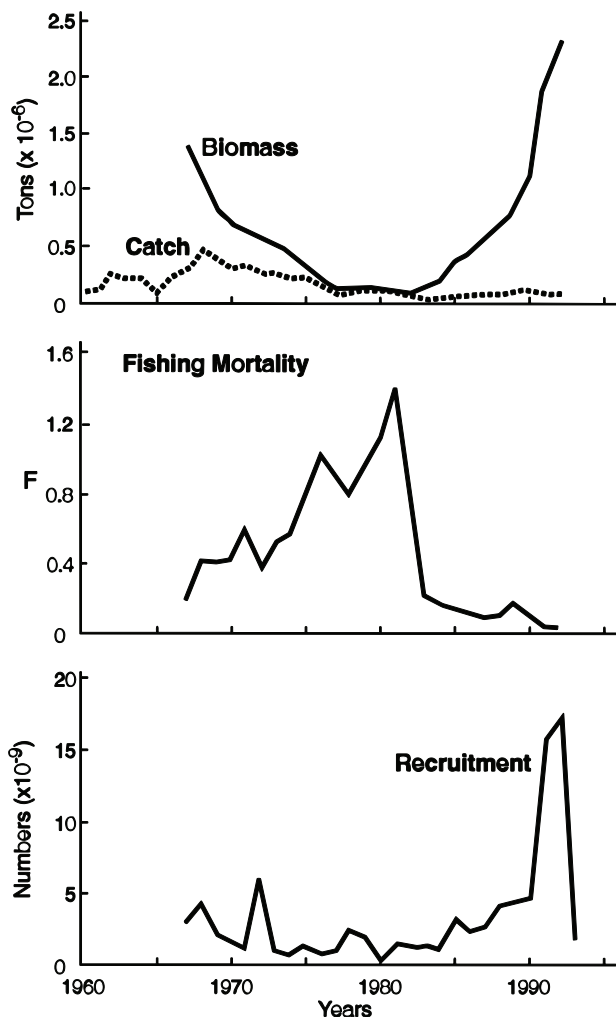 2.5
2.0
1.5
1.0
0.5
0
Tons (x 10-6)
Biomass
Catch
1.6
1.2
0.8
0.4
0
F
Fishing Mortality
20
15
10
5
0
Numbers (x10-9)
Recruitment
1960 1970 1980 1990
Years